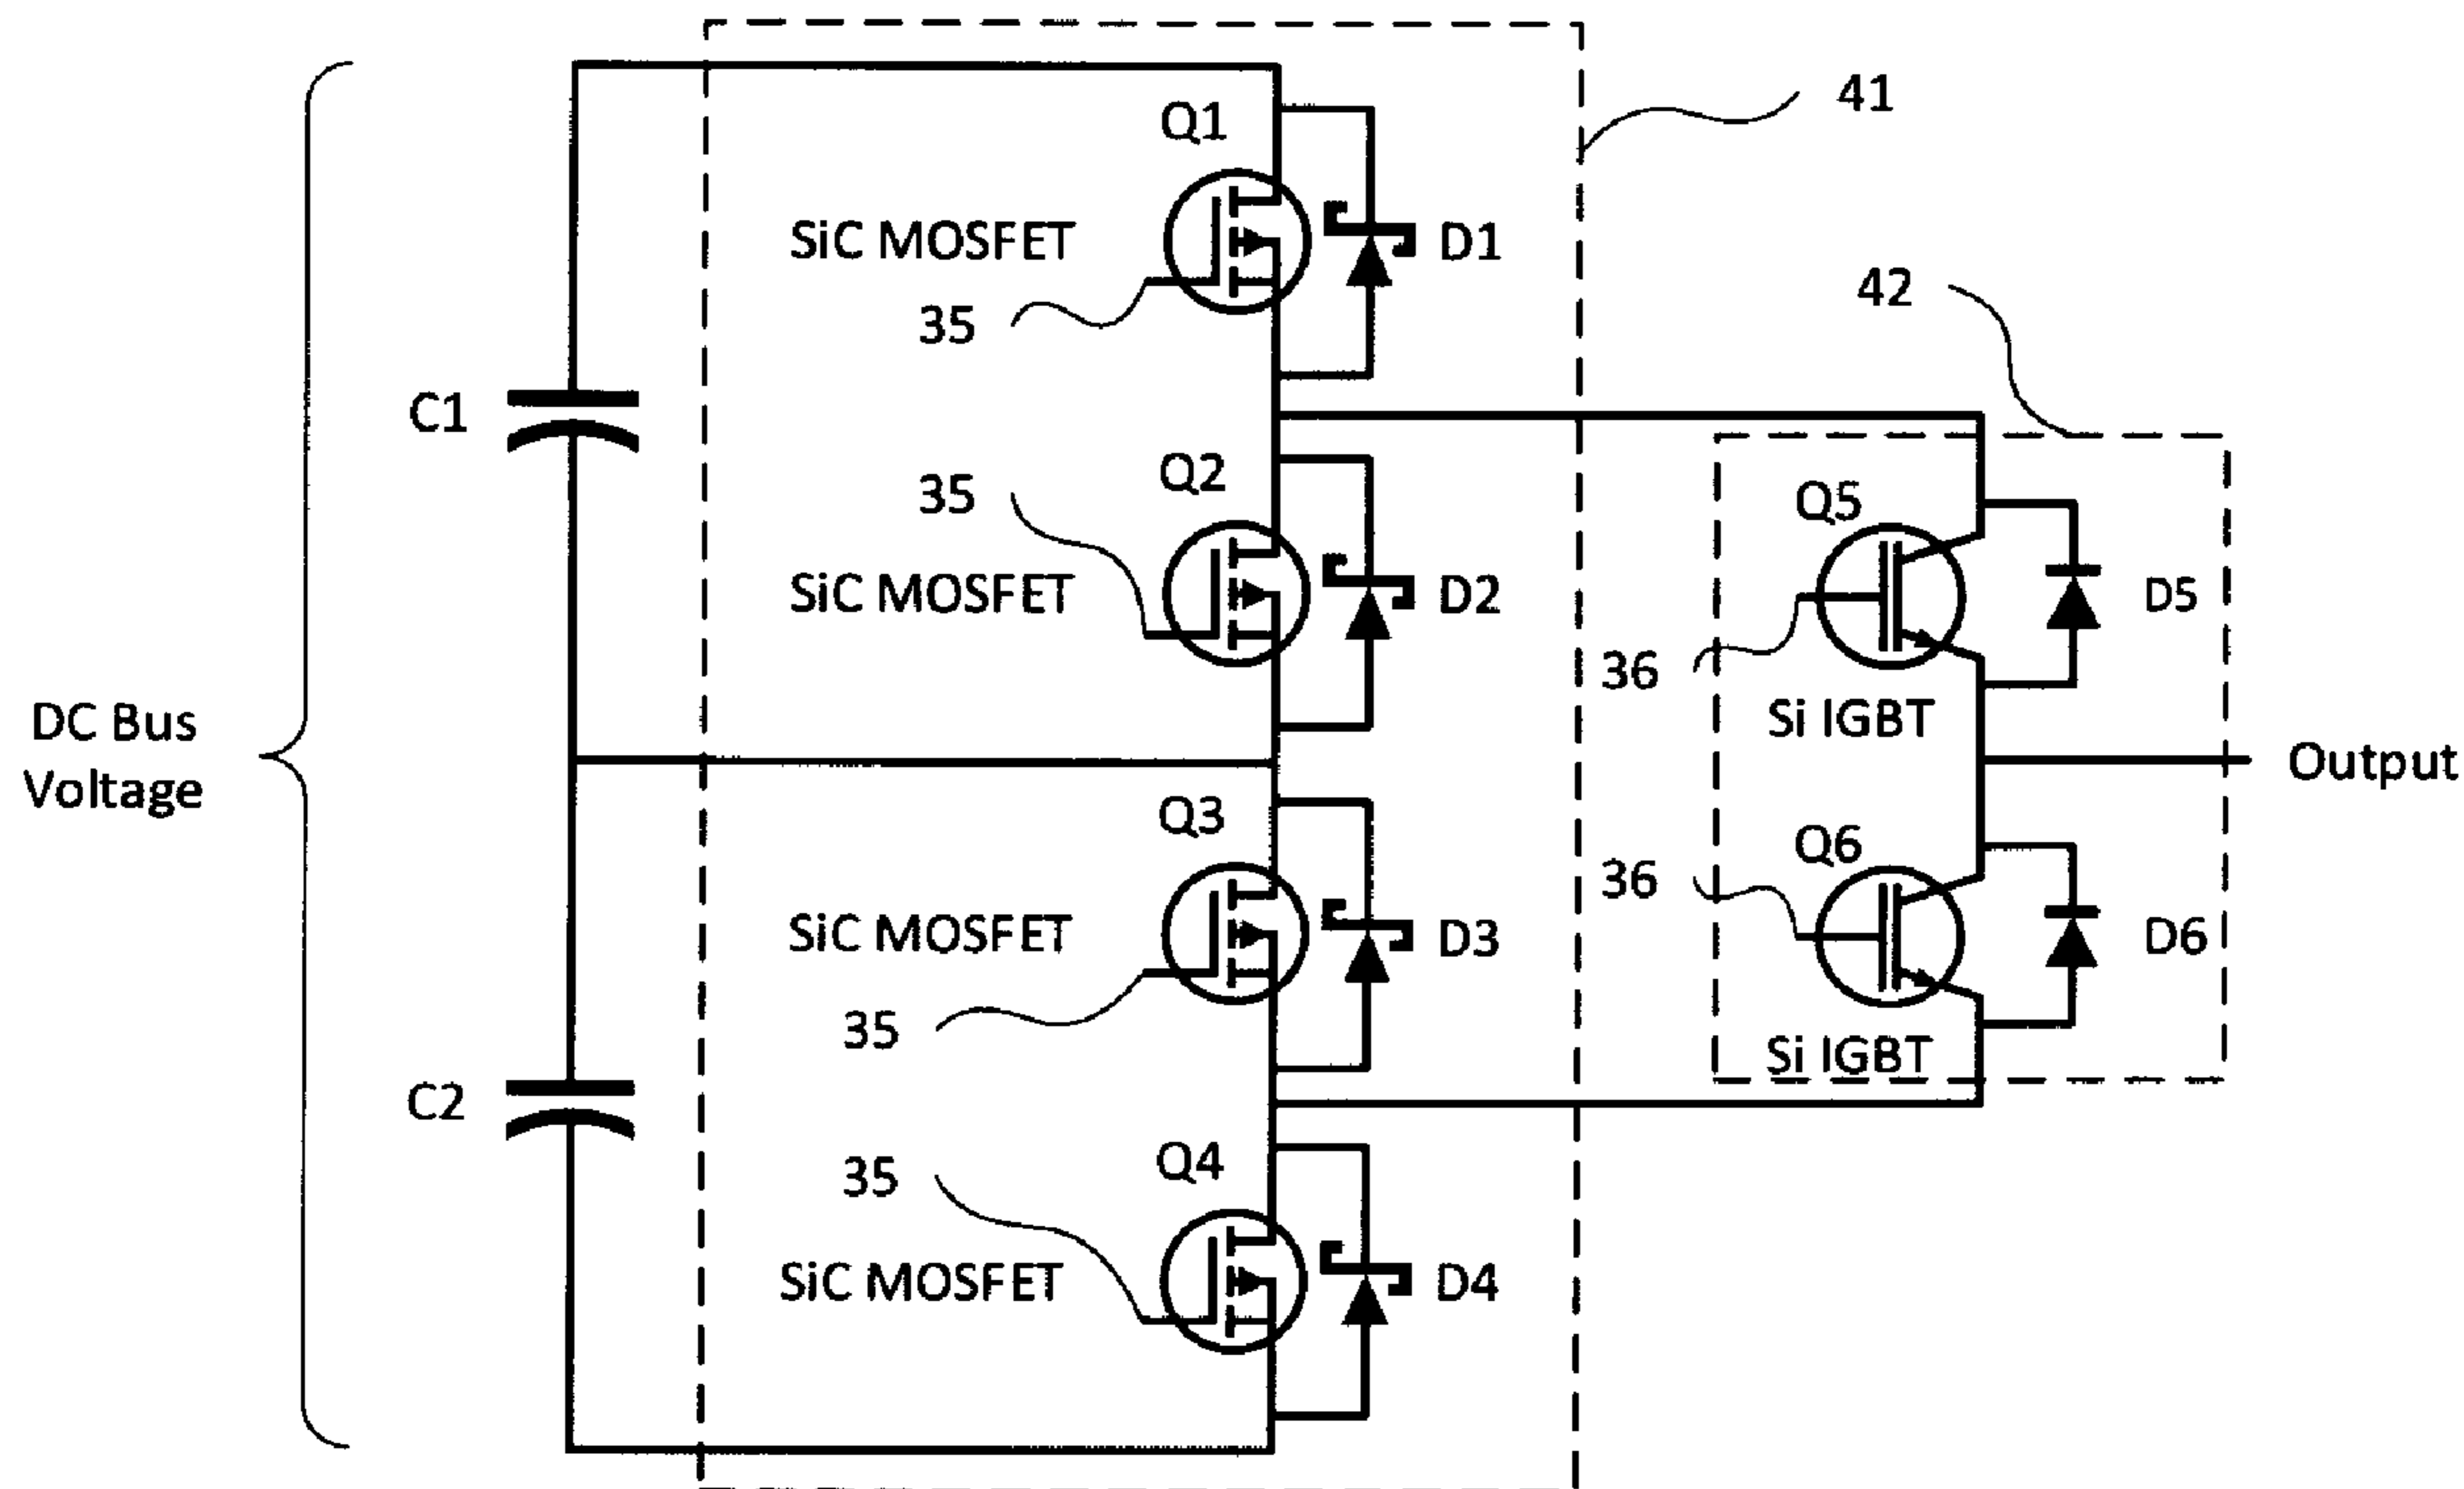 41
Q1
SiC MOSFET
D1
35
42
C1
Q2
35
Q5
SiC MOSFET
D2
D5
36
Si IGBT
DC Bus
Voltage
Output
Q3
Q6
36
SiC MOSFET
D3
D6
35
Si IGBT
C2
Q4
35
SiC MOSFET
D4